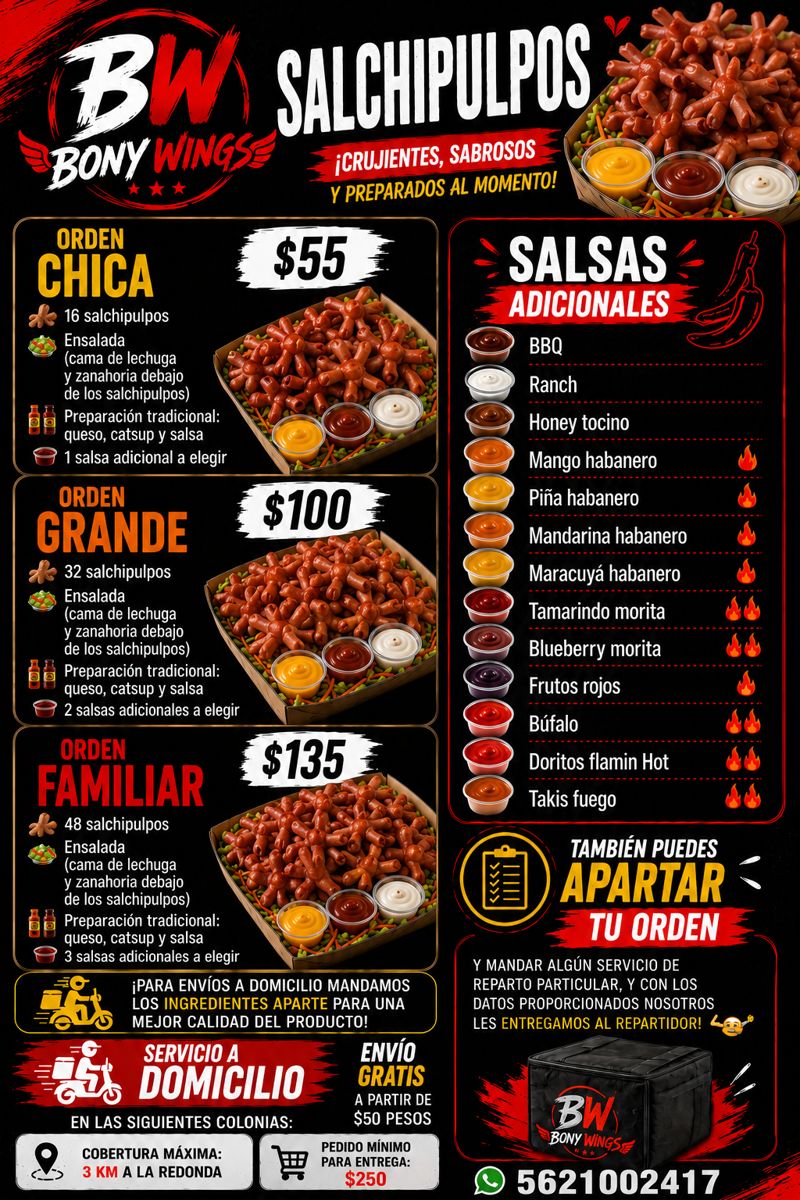 BW
BONY WINGS
SALCHIPULPOS
¡CRUJIENTES, SABROSOS
Y PREPARADOS AL MOMENTO!
ORDEN
CHICA
$55
16 salchipulpos
Ensalada
(cama de lechuga
y zanahoria debajo
de los salchipulpos)
Preparación tradicional:
queso, catsup y salsa
1 salsa adicional a elegir
ORDEN
GRANDE
$100
32 salchipulpos
Ensalada
(cama de lechuga
y zanahoria debajo
de los salchipulpos)
Preparación tradicional:
queso, catsup y salsa
2 salsas adicionales a elegir
ORDEN
FAMILIAR
$135
48 salchipulpos
Ensalada
(cama de lechuga
y zanahoria debajo
de los salchipulpos)
Preparación tradicional:
queso, catsup y salsa
3 salsas adicionales a elegir
¡PARA ENVÍOS A DOMICILIO MANDAMOS
LOS INGREDIENTES APARTE PARA UNA
MEJOR CALIDAD DEL PRODUCTO!
SERVICIO A
DOMICILIO
ENVÍO
GRATIS
A PARTIR DE
$50 PESOS
EN LAS SIGUIENTES COLONIAS:
COBERTURA MÁXIMA:
3 KM A LA REDONDA
PEDIDO MÍNIMO
PARA ENTREGA:
$250
SALSAS
ADICIONALES
BBQ
Ranch
Honey tocino
Mango habanero
Piña habanero
Mandarina habanero
Maracuyá habanero
Tamarindo morita
Blueberry morita
Frutos rojos
Búfalo
Doritos flamin Hot
Takis fuego
TAMBIÉN PUEDES
APARTAR
TU ORDEN
Y MANDAR ALGÚN SERVICIO DE
REPARTO PARTICULAR, Y CON LOS
DATOS PROPORCIONADOS NOSOTROS
LES ENTREGAMOS AL REPARTIDOR!
BW
BONY WINGS
5621002417